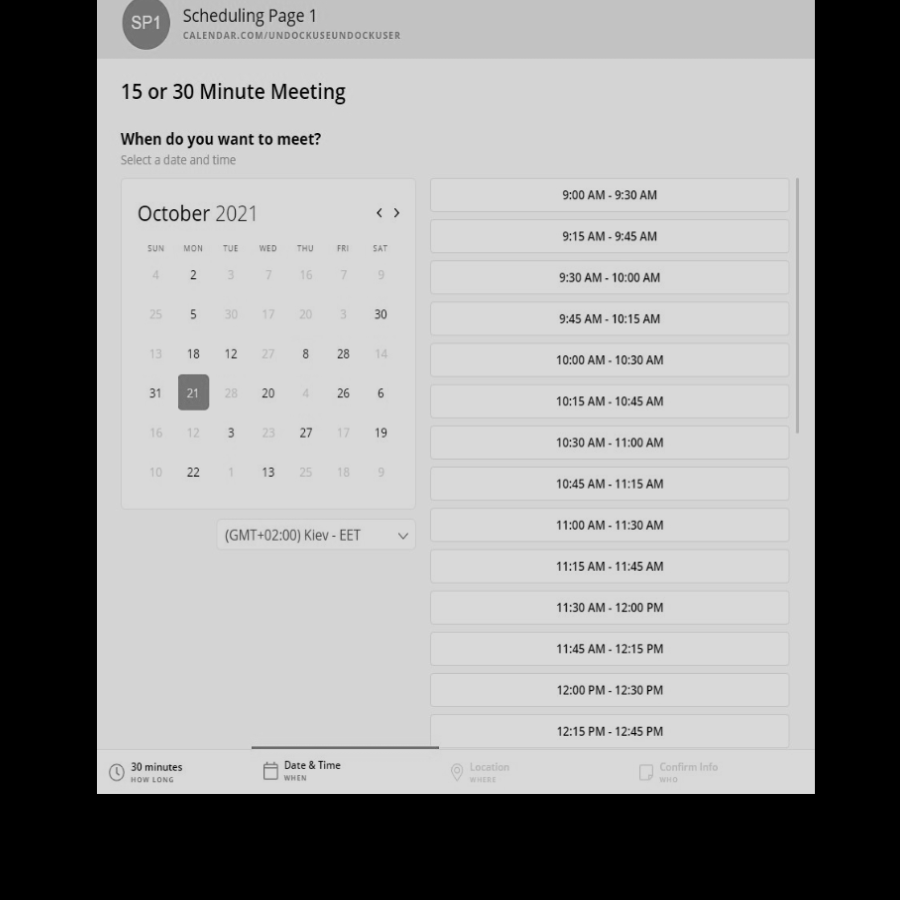 SP1
Scheduling Page 1
CALENDAR.COM/UNDOCKUSEUNDOCKUSER
15 or 30 Minute Meeting
When do you want to meet?
Select a date and time
October 2021
SUN MON TUE WED THU FRI SAT
4 2 3 7 16 7 9
25 5 30 17 20 3 30
13 18 12 27 8 28 14
31 21 28 20 4 26 6
16 12 3 23 27 17 19
10 22 1 13 25 18 9
(GMT+02:00) Kiev - EET
9:00 AM - 9:30 AM
9:15 AM - 9:45 AM
9:30 AM - 10:00 AM
9:45 AM - 10:15 AM
10:00 AM - 10:30 AM
10:15 AM - 10:45 AM
10:30 AM - 11:00 AM
10:45 AM - 11:15 AM
11:00 AM - 11:30 AM
11:15 AM - 11:45 AM
11:30 AM - 12:00 PM
11:45 AM - 12:15 PM
12:00 PM - 12:30 PM
12:15 PM - 12:45 PM
30 minutes
HOW LONG
Date & Time
WHEN
Location
WHERE
Confirm Info
WHO